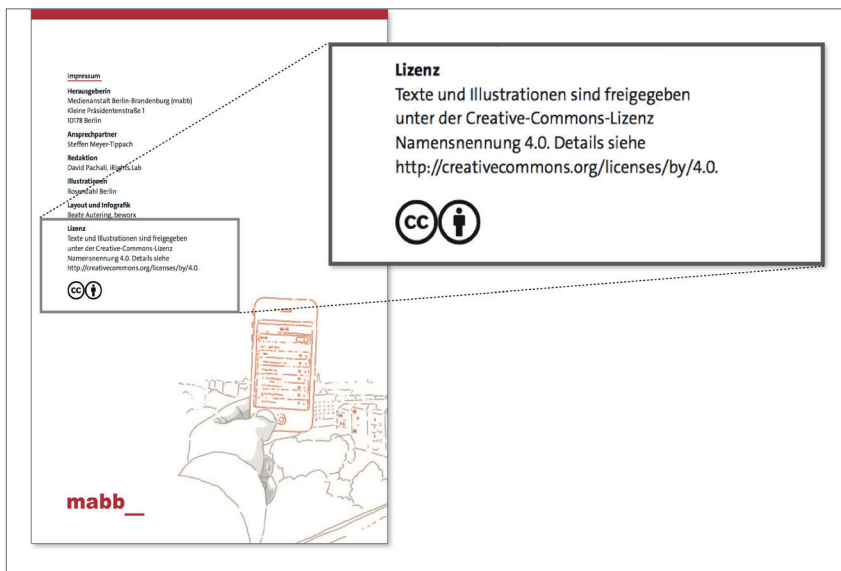 Impressum
Herausgeberin
Medienanstalt Berlin-Brandenburg (mabb)
Kleine Präsidentenstraße 1
10178 Berlin
Ansprechpartner
Steffen Meyer-Tippach
Redaktion
David Pachali, iRights.Lab
Illustrationen
Rosendahl Berlin
Layout und Infografik
Beate Autering, beworx
Lizenz
Texte und Illustrationen sind freigegeben
unter der Creative-Commons-Lizenz
Namensnennung 4.0. Details siehe
http://creativecommons.org/licenses/by/4.0.
cc
mabb__
Lizenz
Texte und Illustrationen sind freigegeben
unter der Creative-Commons-Lizenz
Namensnennung 4.0. Details siehe
http://creativecommons.org/licenses/by/4.0.
cc